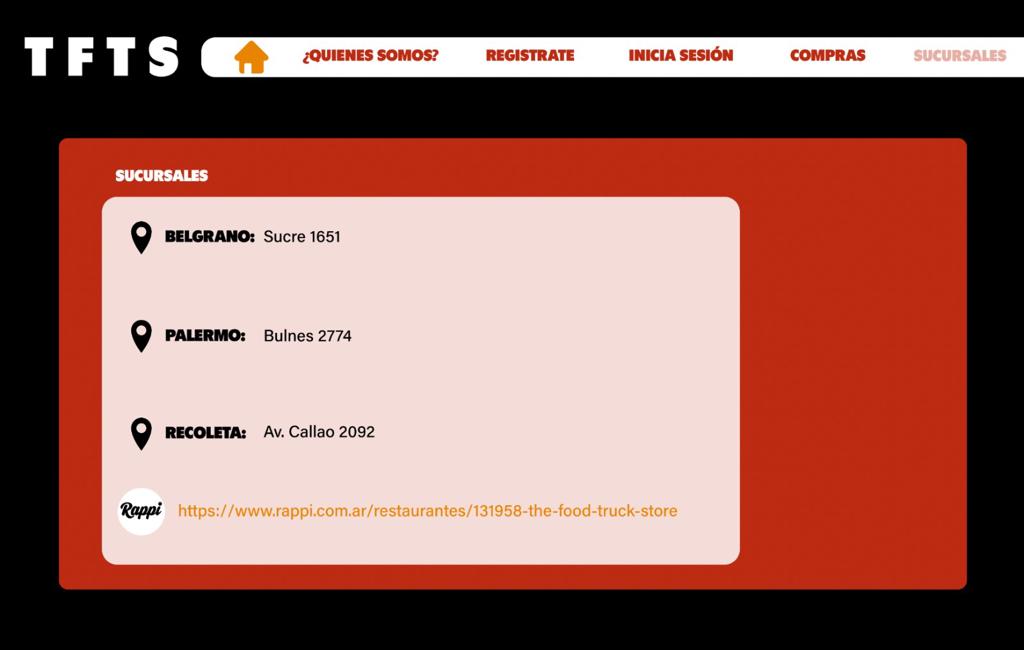 TFTS
¿QUIENES SOMOS? REGISTRATE INICIA SESIÓN COMPRAS SUCURSALES
SUCURSALES
BELGRANO: Sucre 1651
PALERMO: Bulnes 2774
RECOLETA: Av. Callao 2092
Rappi https://www.rappi.com.ar/restaurantes/131958-the-food-truck-store